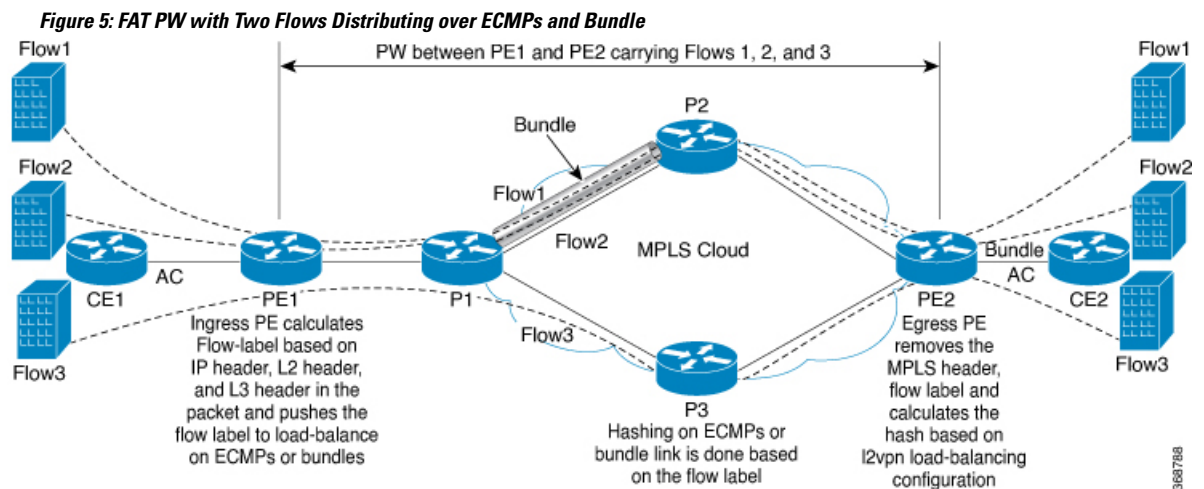 Figure 5: FAT PW with Two Flows Distributing over ECMPs and Bundle
Flow1
PW between PE1 and PE2 carrying Flows 1, 2, and 3
Flow1
P2
Bundle
Flow2
Flow1
Flow2
Flow2
MPLS Cloud
Bundle
AC
AC
CE1
PE1
P1
PE2
CE2
Flow3
Flow3
Flow3
Ingress PE calculates
Flow-label based on
IP header, L2 header,
and L3 header in the
packet and pushes the
flow label to load-balance
on ECMPs or bundles
P3
Hashing on ECMPs or
bundle link is done based
on the flow label
Egress PE
removes the
MPLS header,
flow label and
calculates the
hash based on
l2vpn load-balancing
configuration
368788